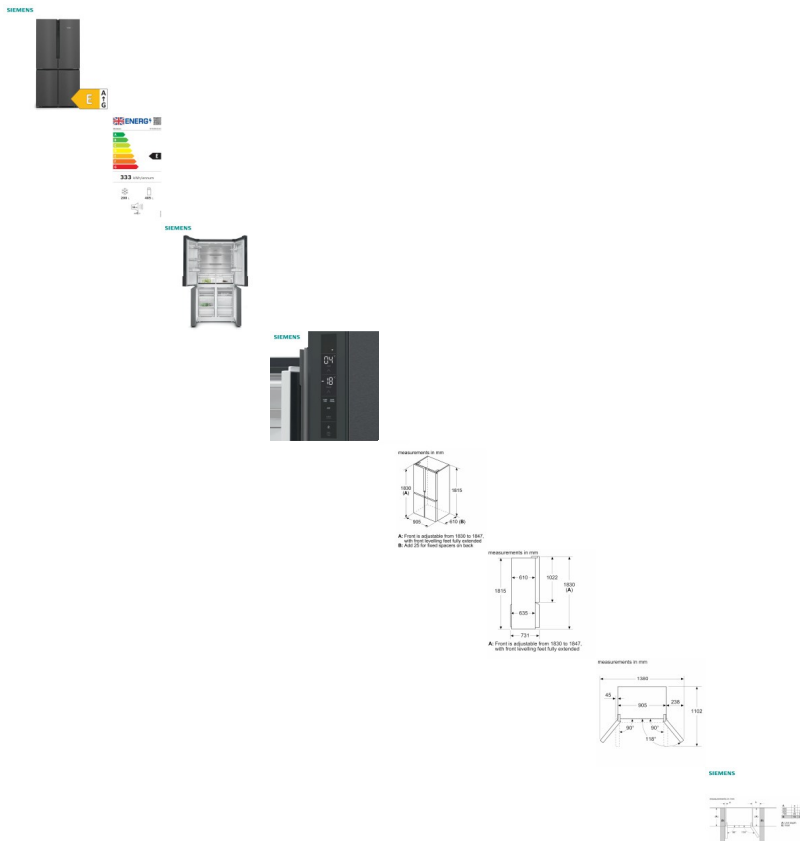 SIEMENS
E
A
G
ENERG
E
333
SIEMENS
SIEMENS
04
-18
measurements in mm
1830
(A)
1815
905
610 (B)
A: Front is adjustable from 1830 to 1847,
with front levelling feet fully extended
B: Add 25 for fixed spacers on back
measurements in mm
610
1022
1815
1830
(A)
635
731
A: Front is adjustable from 1830 to 1847,
with front levelling feet fully extended
measurements in mm
1380
45
905
238
1102
90°
90°
116°
SIEMENS